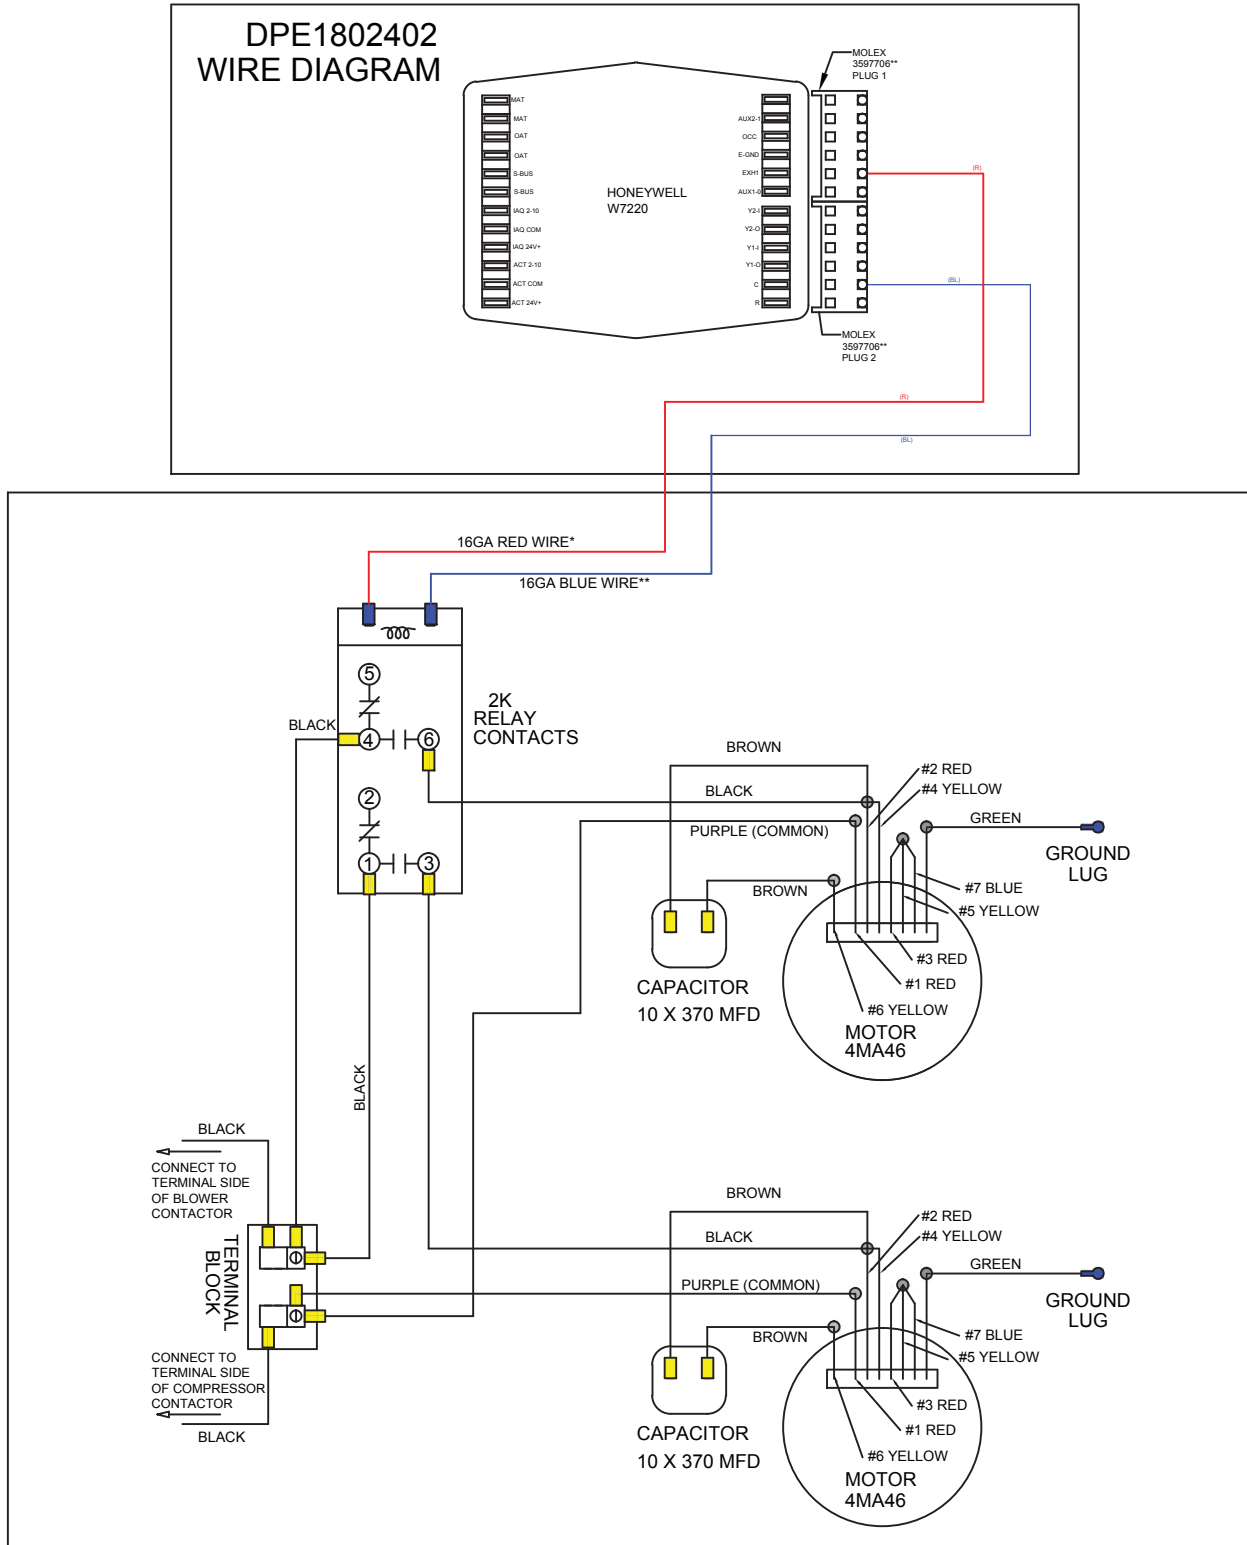 DPE1802402
WIRE DIAGRAM
MOLEX
3597706**
PLUG 1
MAT
MAT
OAT
OAT
S-BUS
S-BUS
IAQ 2-10
IAQ COM
IAQ 24V+
ACT 2-10
ACT COM
ACT 24V+
HONEYWELL
W7220
AUX2-1
OCC
E-GND
EXH1
AUX1-0
Y2-I
Y2-O
Y1-I
Y1-O
C
R
(R)
(BL)
MOLEX
3597706**
PLUG 2
(R)
(BL)
16GA RED WIRE*
16GA BLUE WIRE**
5
4
6
2
1
3
2K
RELAY
CONTACTS
BLACK
BROWN
BLACK
PURPLE (COMMON)
BROWN
#2 RED
#4 YELLOW
GREEN
GROUND
LUG
#7 BLUE
#5 YELLOW
#3 RED
#1 RED
#6 YELLOW
CAPACITOR
10 X 370 MFD
MOTOR
4MA46
BLACK
BLACK
CONNECT TO
TERMINAL SIDE
OF BLOWER
CONTACTOR
TERMINAL
BLOCK
CONNECT TO
TERMINAL SIDE
OF COMPRESSOR
CONTACTOR
BLACK
BROWN
BLACK
PURPLE (COMMON)
BROWN
#2 RED
#4 YELLOW
GREEN
GROUND
LUG
#7 BLUE
#5 YELLOW
#3 RED
#1 RED
#6 YELLOW
CAPACITOR
10 X 370 MFD
MOTOR
4MA46